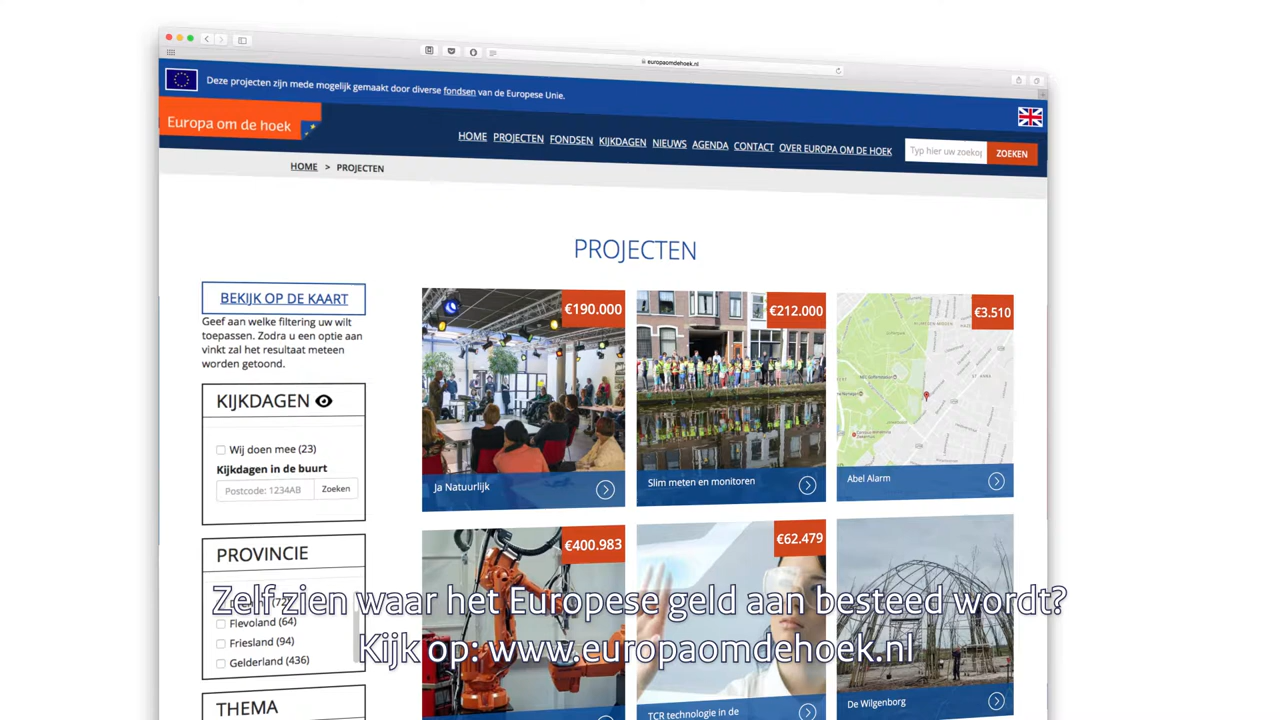 europaomdehoek.nl
Deze projecten zijn mede mogelijk gemaakt door diverse fondsen van de Europese Unie.
Europa om de hoek
HOME PROJECTEN FONDSEN KIJKDAGEN NIEUWS AGENDA CONTACT OVER EUROPA OM DE HOEK
Typ hier uw zoekop
ZOEKEN
HOME > PROJECTEN
PROJECTEN
BEKIJK OP DE KAART
Geef aan welke filtering uw wilt
toepassen. Zodra u een optie aan
vinkt zal het resultaat meteen
worden getoond.
KIJKDAGEN
Wij doen mee (23)
Kijkdagen in de buurt
Postcode: 1234AB
Zoeken
PROVINCIE
Flevoland (64)
Friesland (94)
Gelderland (436)
THEMA
€190.000
Ja Natuurlijk
€212.000
Slim meten en monitoren
€3.510
ST. ANNA
Abel Alarm
€400.983
€62.479
TCR technologie in de
De Wilgenborg
Zelf zien waar het Europese geld aan besteed wordt?
Kijk op: www.europaomdehoek.nl